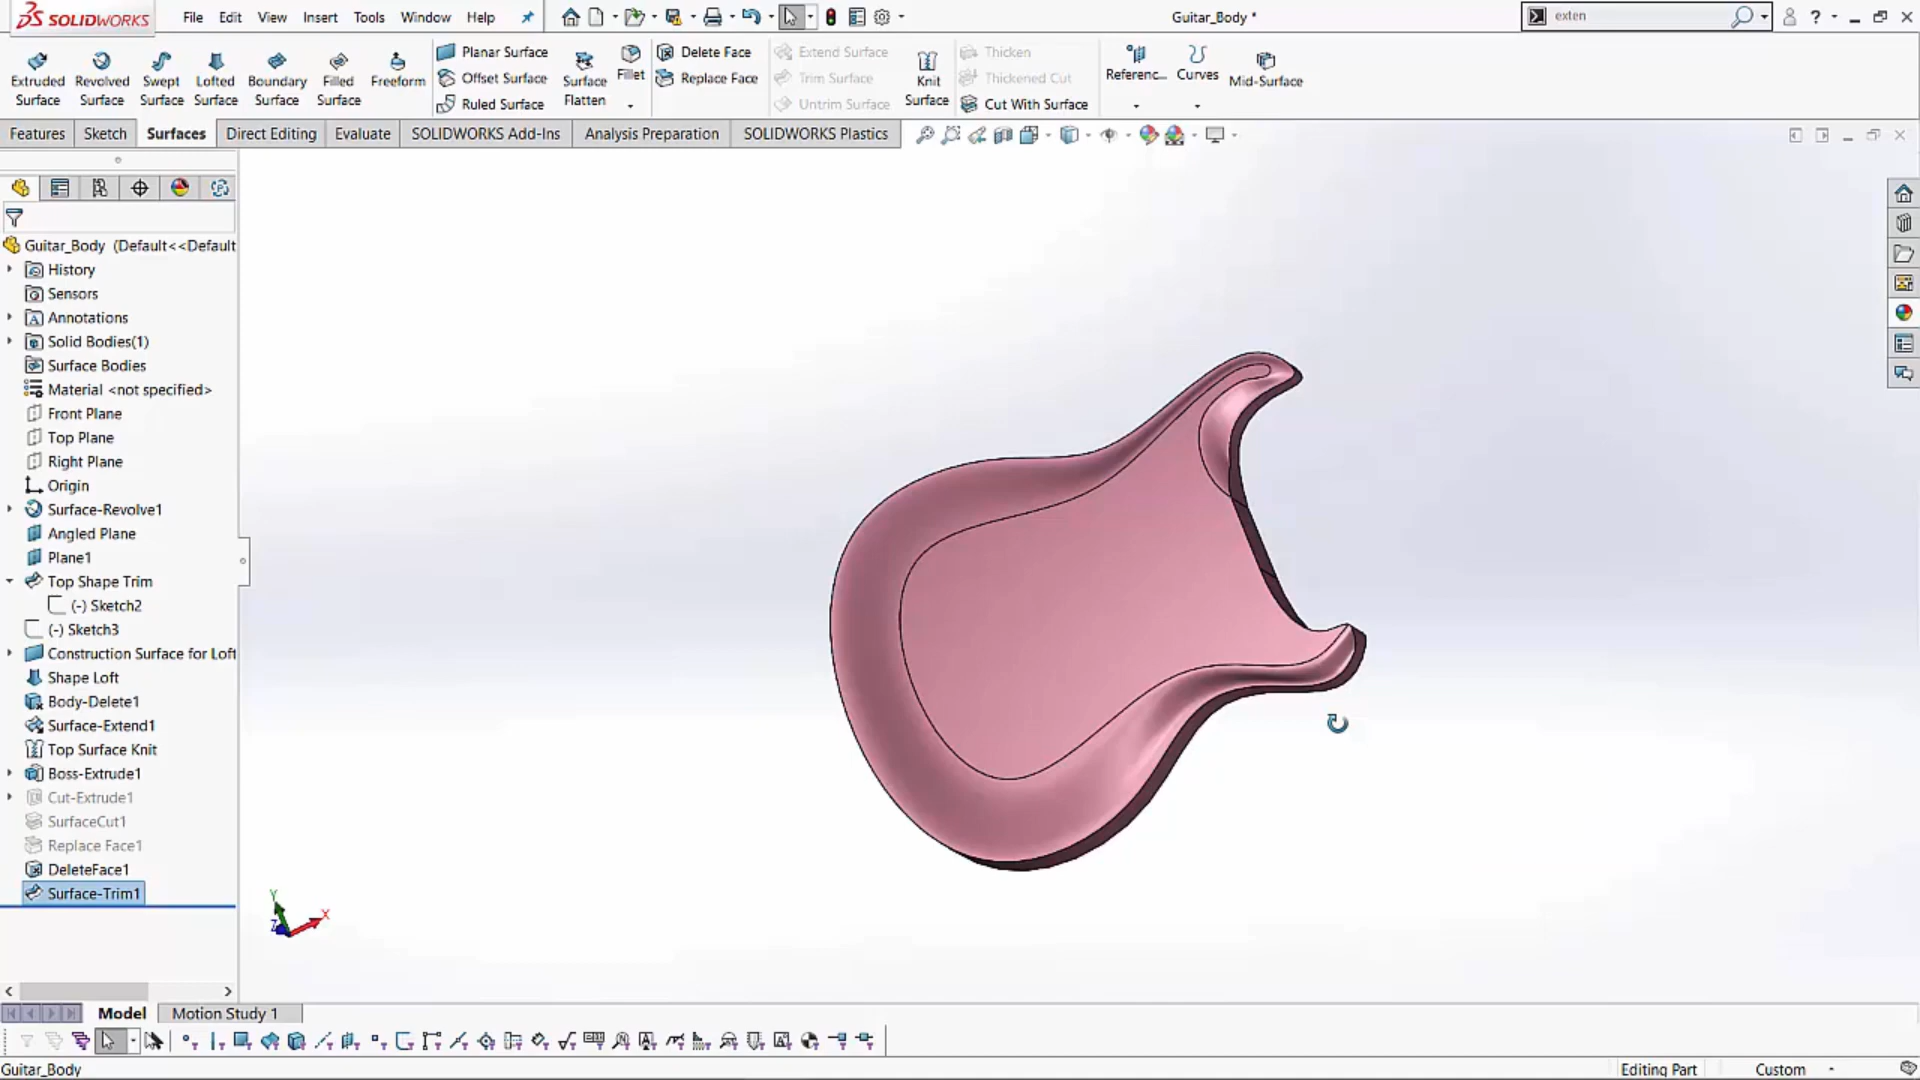 SOLIDWORKS
File Edit View Insert Tools Window Help
Guitar_Body *
exten
Extruded Surface
Revolved Surface
Swept Surface
Lofted Surface
Boundary Surface
Filled Surface
Freeform
Planar Surface
Offset Surface
Ruled Surface
Surface Flatten
Fillet
Delete Face
Replace Face
Extend Surface
Trim Surface
Untrim Surface
Knit Surface
Thicken
Thickened Cut
Cut With Surface
Referenc...
Curves
Mid-Surface
Features Sketch Surfaces Direct Editing Evaluate SOLIDWORKS Add-Ins Analysis Preparation SOLIDWORKS Plastics
Guitar_Body (Default<<Default
History
Sensors
Annotations
Solid Bodies(1)
Surface Bodies
Material <not specified>
Front Plane
Top Plane
Right Plane
Origin
Surface-Revolve1
Angled Plane
Plane1
Top Shape Trim
(-) Sketch2
(-) Sketch3
Construction Surface for Loft
Shape Loft
Body-Delete1
Surface-Extend1
Top Surface Knit
Boss-Extrude1
Cut-Extrude1
SurfaceCut1
Replace Face1
DeleteFace1
Surface-Trim1
Y
X
Z
Model Motion Study 1
Guitar_Body
Editing Part Custom